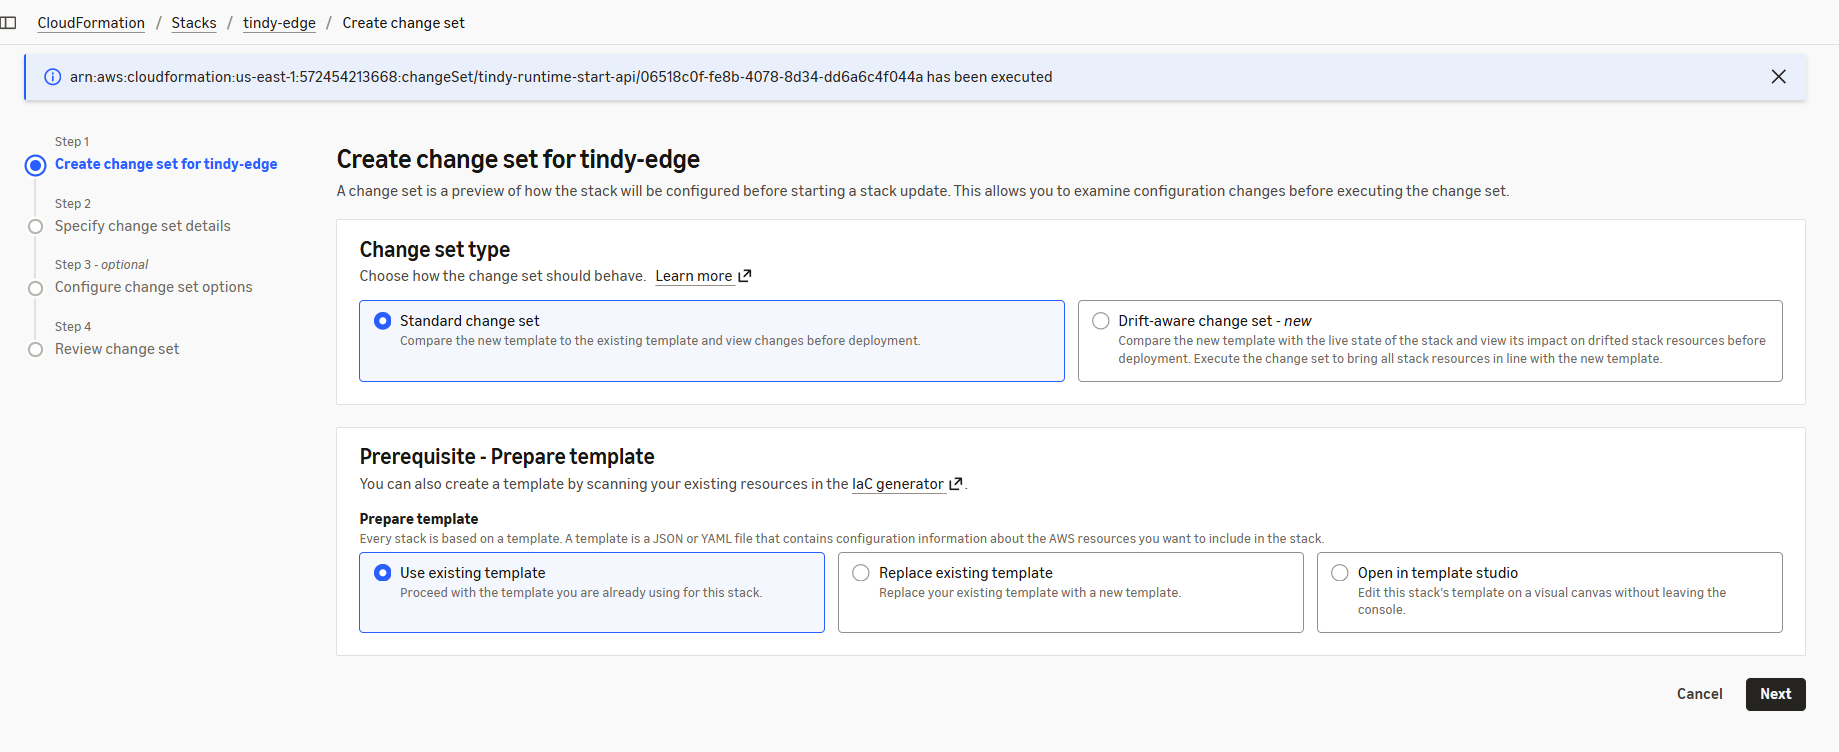 CloudFormation / Stacks / tindy-edge / Create change set
arn:aws:cloudformation:us-east-1:572454213668:changeSet/tindy-runtime-start-api/06518c0f-fe8b-4078-8d34-dd6a6c4f044a has been executed
Step 1
Create change set for tindy-edge
Step 2
Specify change set details
Step 3 - optional
Configure change set options
Step 4
Review change set
Create change set for tindy-edge
A change set is a preview of how the stack will be configured before starting a stack update. This allows you to examine configuration changes before executing the change set.
Change set type
Choose how the change set should behave. Learn more
Standard change set
Compare the new template to the existing template and view changes before deployment.
Drift-aware change set - new
Compare the new template with the live state of the stack and view its impact on drifted stack resources before
deployment. Execute the change set to bring all stack resources in line with the new template.
Prerequisite - Prepare template
You can also create a template by scanning your existing resources in the IaC generator .
Prepare template
Every stack is based on a template. A template is a JSON or YAML file that contains configuration information about the AWS resources you want to include in the stack.
Use existing template
Proceed with the template you are already using for this stack.
Replace existing template
Replace your existing template with a new template.
Open in template studio
Edit this stack's template on a visual canvas without leaving the
console.
Cancel
Next